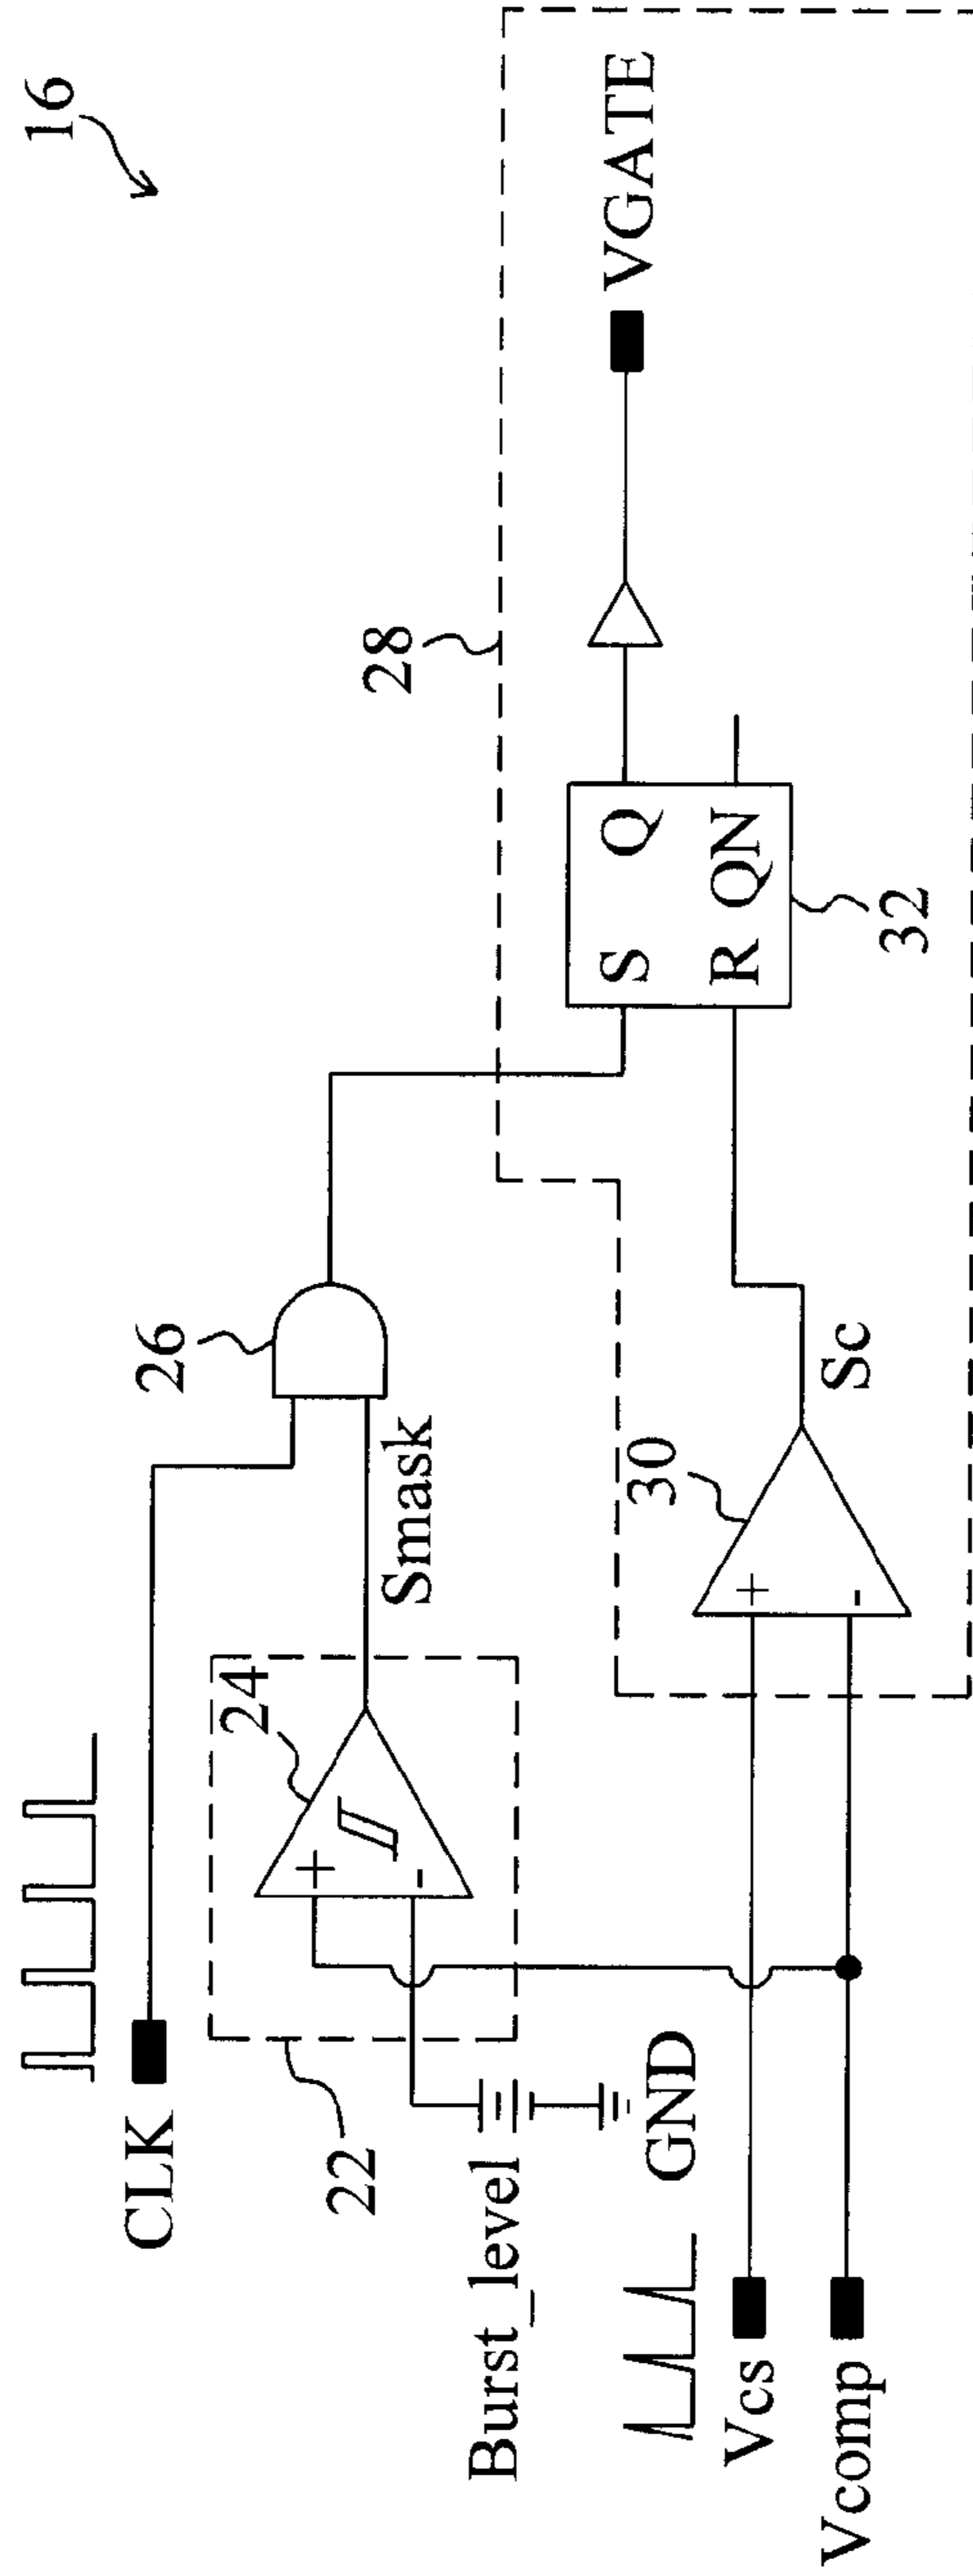 16
CLK
26
28
VGATE
22
24
+
-
Smask
Burst_level
GND
S Q
R QN
32
30
+
-
Sc
Vcs
Vcomp